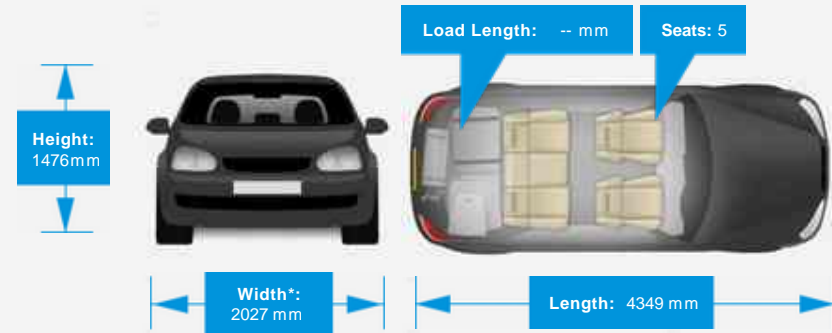 Load Length: -- mm
Seats: 5
Height:
1476mm
Width*:
2027 mm
Length: 4349 mm